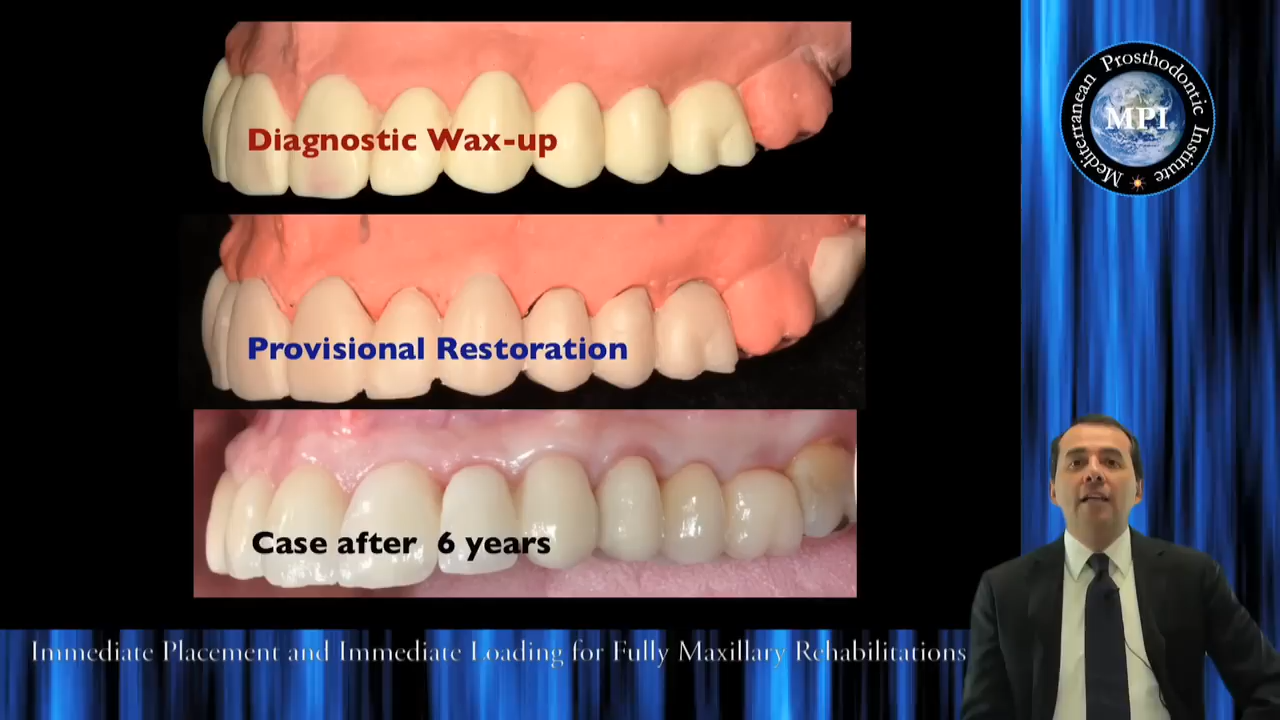 Diagnostic Wax-up
Mediterranean Prosthodontic Institute
MPI
Provisional Restoration
Case after 6 years
Immediate Placement and Immediate Loading for Fully Maxillary Rehabilitations